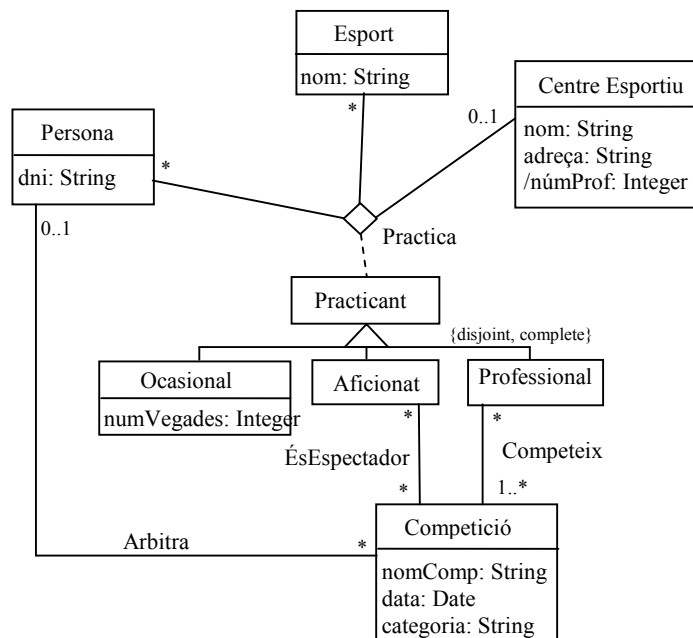 Esport
nom: String
Centre Esportiu
nom: String
adreça: String
/númProf: Integer
Persona
dni: String
*
*
0..1
0..1
Practica
Practicant
{disjoint, complete}
Ocasional
numVegades: Integer
Aficionat
Professional
*
*
ÉsEspectador
Competeix
*
1..*
Arbitra
*
Competició
nomComp: String
data: Date
categoria: String